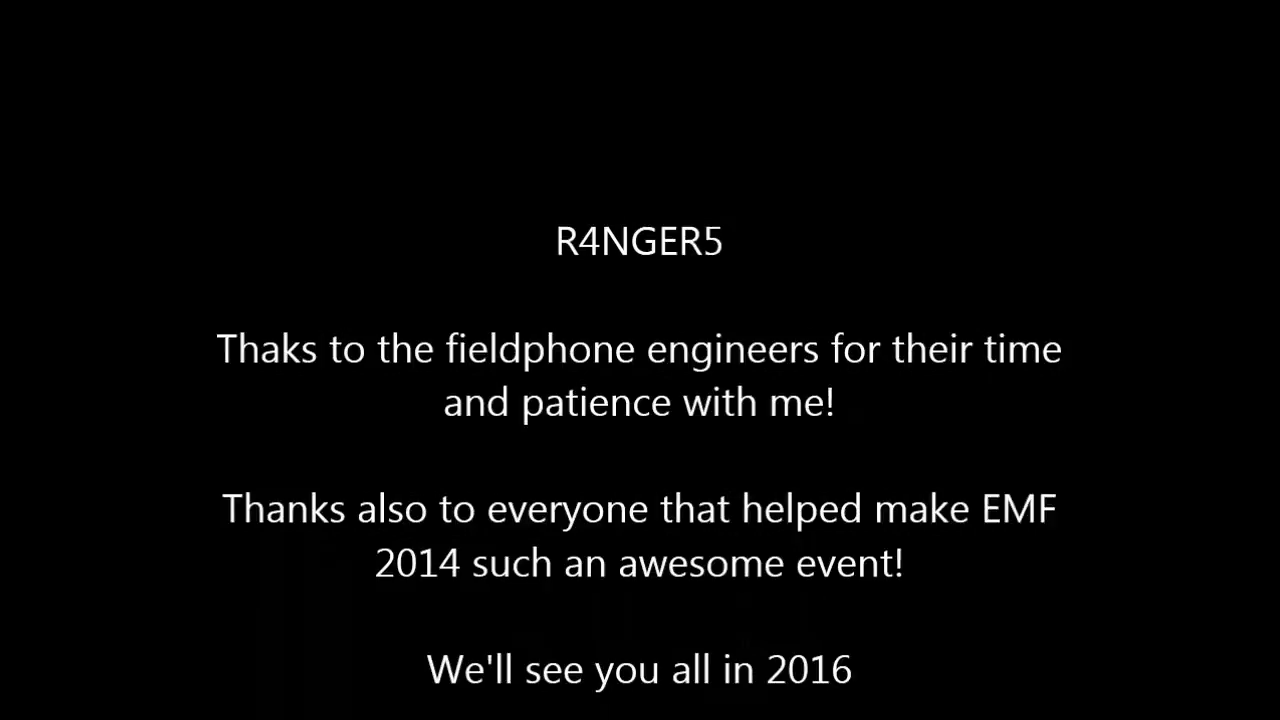 R4NGER5
Thaks to the fieldphone engineers for their time
and patience with me!
Thanks also to everyone that helped make EMF
2014 such an awesome event!
We'll see you all in 2016